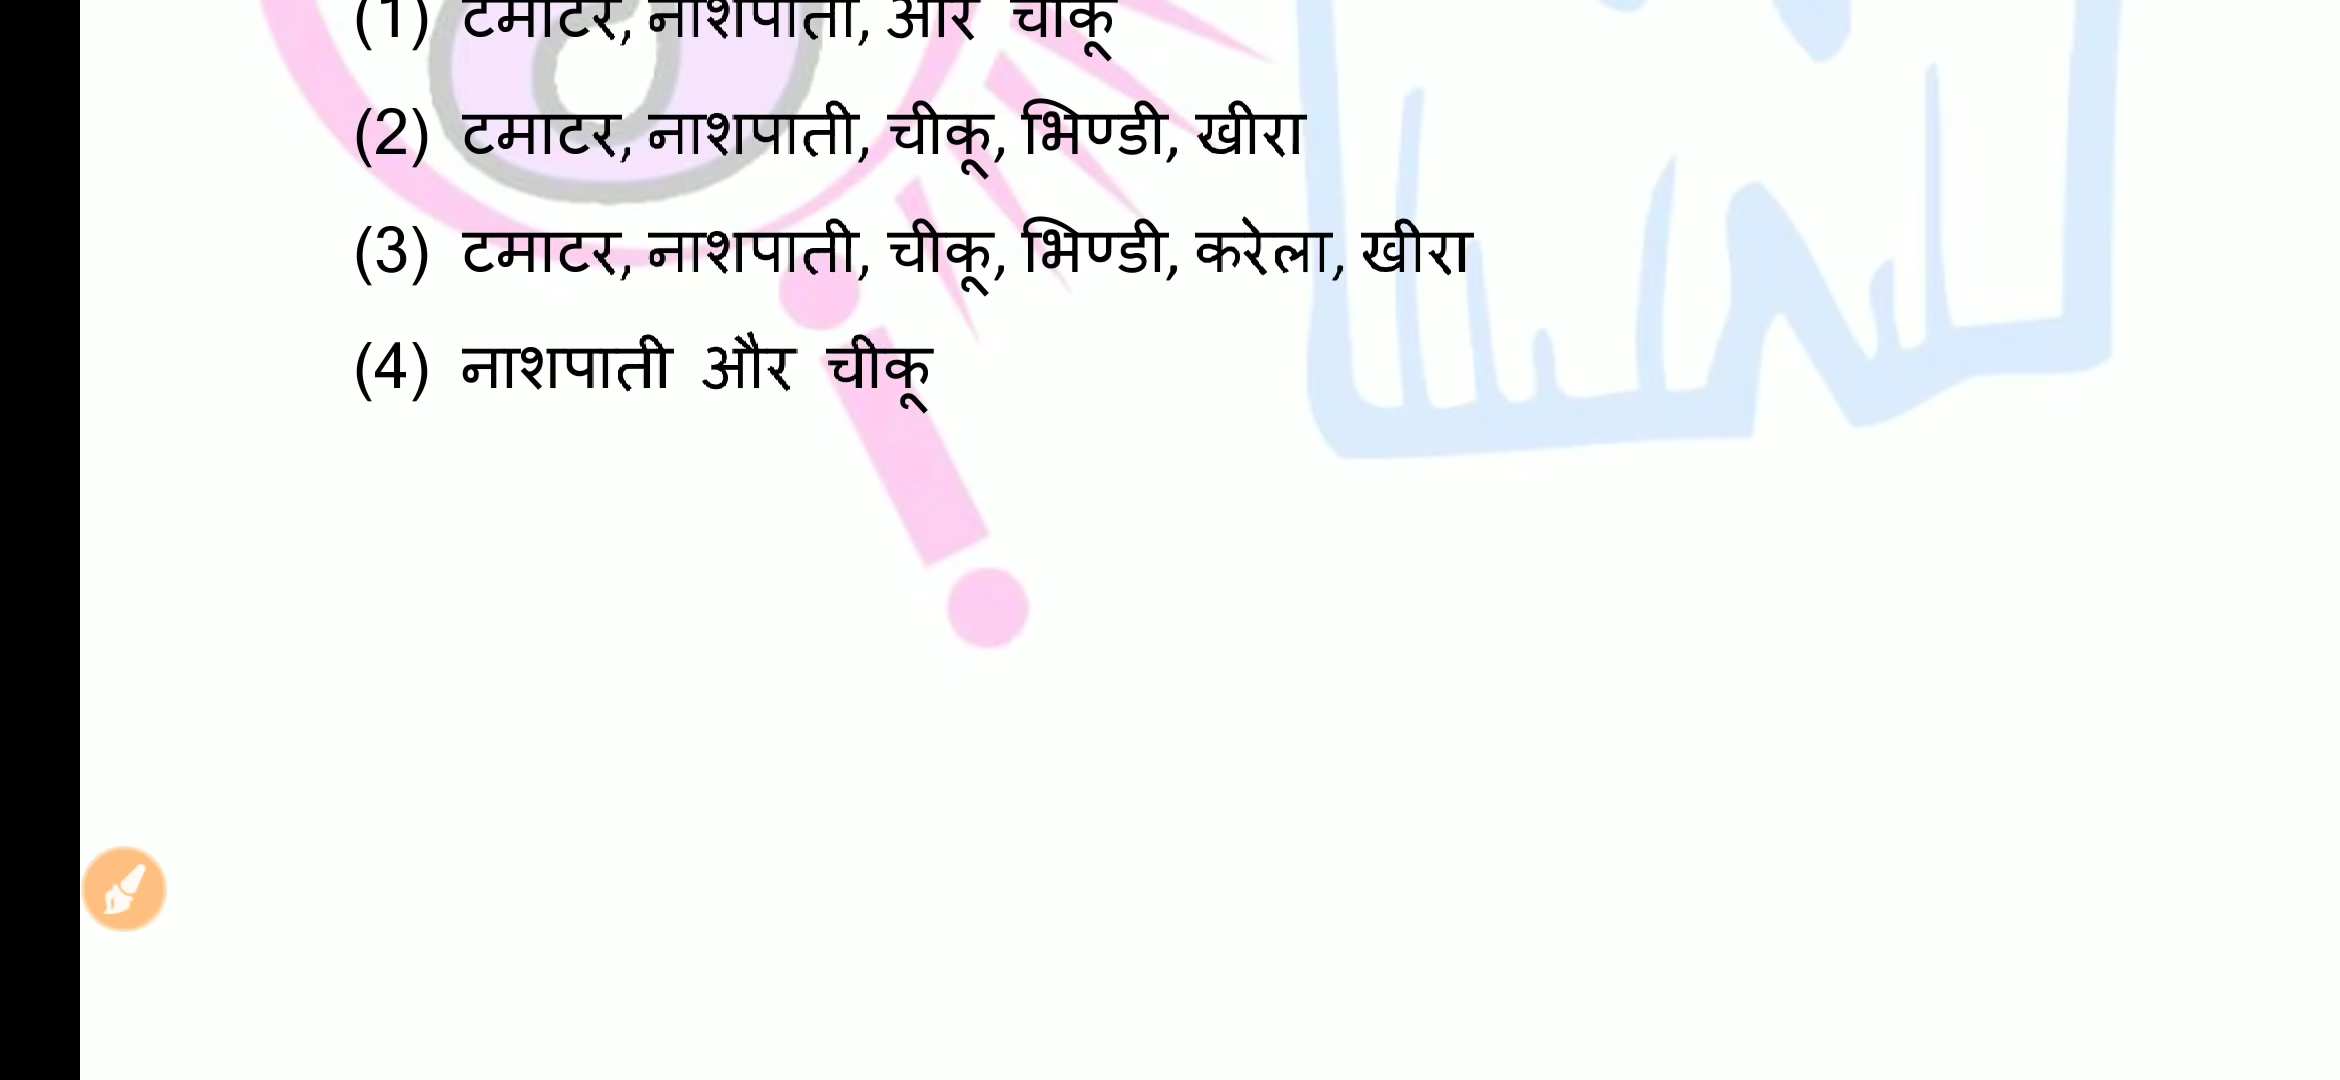 (1) टमाटर, नाशपाती, और चीकू
(2) टमाटर, नाशपाती, चीकू, भिण्डी, खीरा
(3) टमाटर, नाशपाती, चीकू, भिण्डी, करेला, खीरा
(4) नाशपाती और चीकू